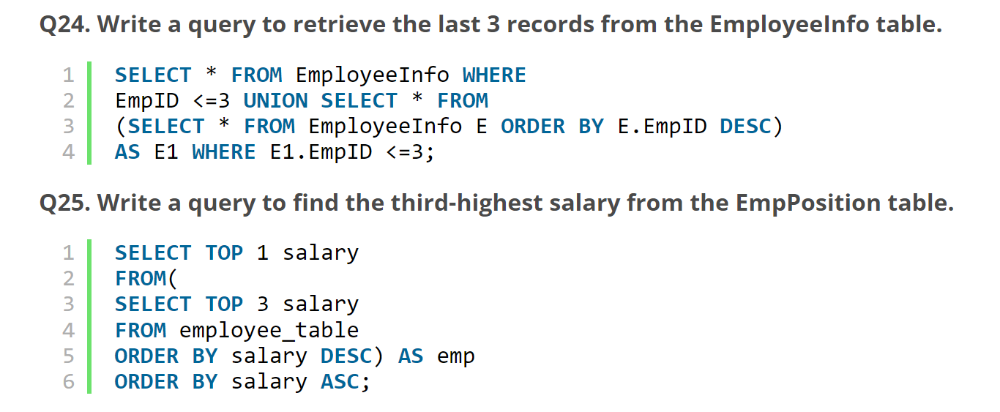 Q24. Write a query to retrieve the last 3 records from the EmployeeInfo table.
1 SELECT * FROM EmployeeInfo WHERE
2 EmpID <=3 UNION SELECT * FROM
3 (SELECT * FROM EmployeeInfo E ORDER BY E.EmpID DESC)
4 AS E1 WHERE E1.EmpID <=3;
Q25. Write a query to find the third-highest salary from the EmpPosition table.
1 SELECT TOP 1 salary
2 FROM(
3 SELECT TOP 3 salary
4 FROM employee_table
5 ORDER BY salary DESC) AS emp
6 ORDER BY salary ASC;